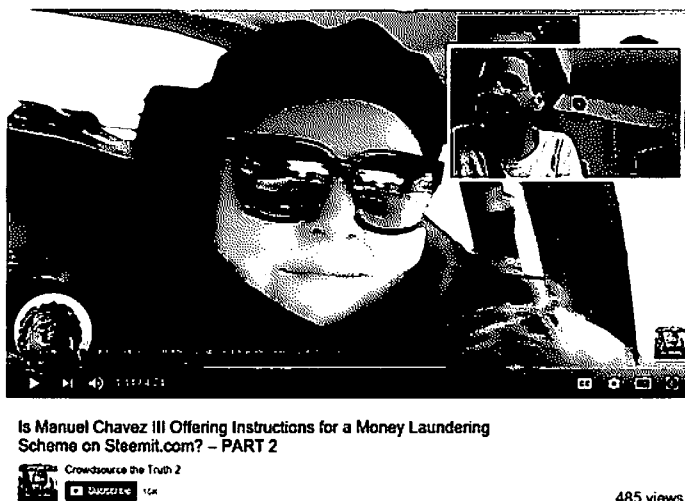 Is Manuel Chavez III Offering Instructions for a Money Laundering
Scheme on Steemit.com? – PART 2
Crowdsource the Truth 2
Subscribe
485 views